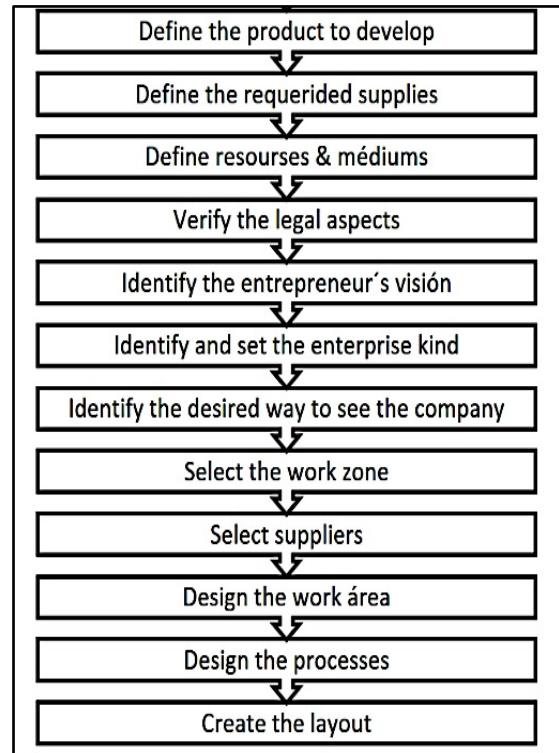 Define the product to develop
Define the requerided supplies
Define resourses & médiums
Verify the legal aspects
Identify the entrepreneur´s visión
Identify and set the enterprise kind
Identify the desired way to see the company
Select the work zone
Select suppliers
Design the work área
Design the processes
Create the layout